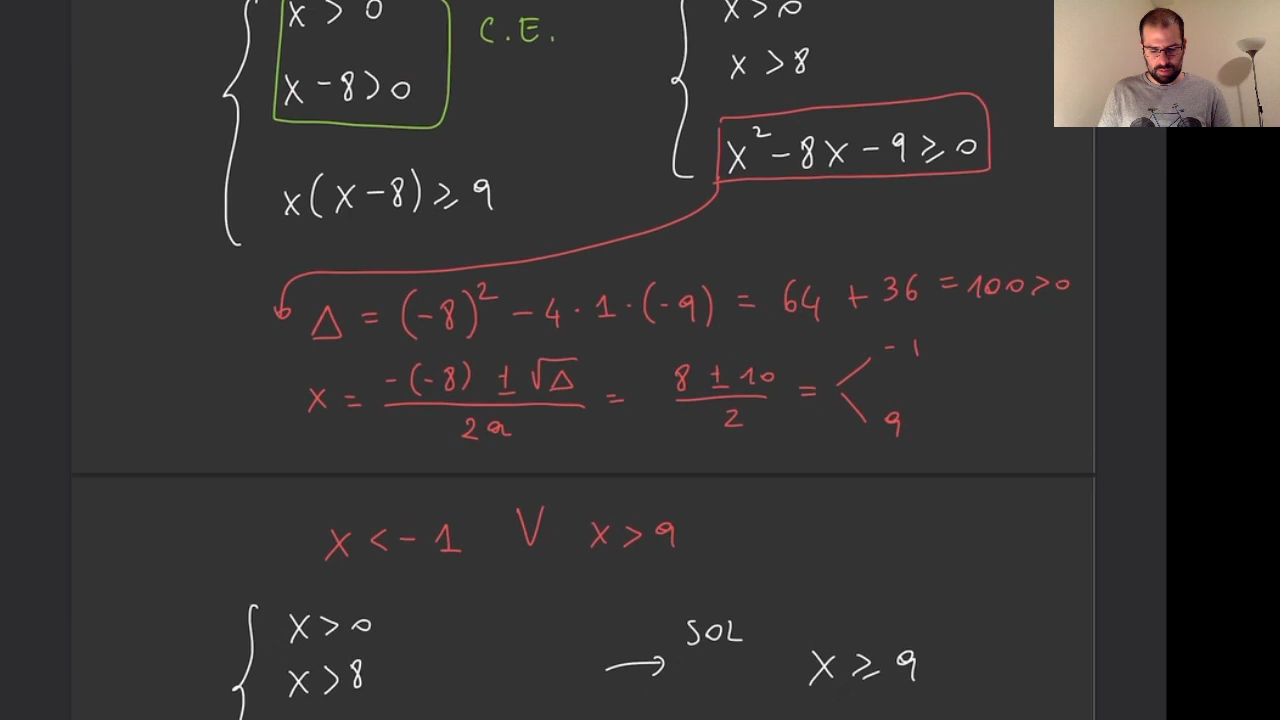 x > 0
C.E.
x - 8 > 0
x(x-8) ≥ 9
x > 0
x > 8
x² - 8x - 9 ≥ 0
Δ = (-8)² - 4 · 1 · (-9) = 64 + 36 = 100 > 0
x = (-(-8) ± √Δ)/(2a) = (8 ± 10)/2 = < -1
9
x < -1 V x > 9
x > 0
x > 8
→ SOL x ≥ 9